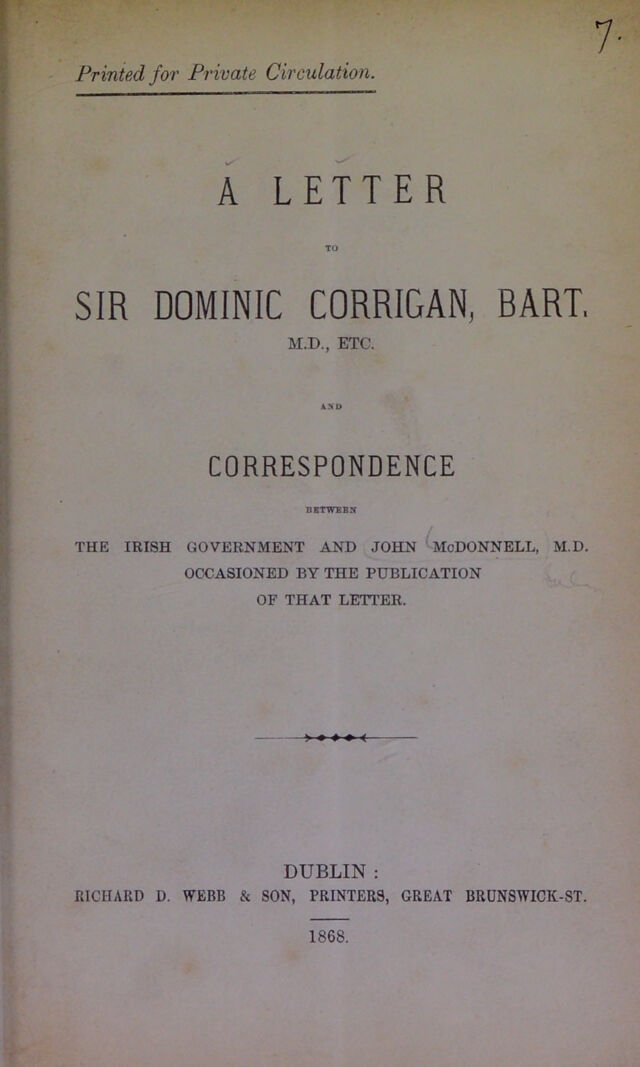 7.
Printed for Private Circulation.
A LETTER
TO
SIR DOMINIC CORRIGAN, BART.
M.D., ETC.
AND
CORRESPONDENCE
BETWEEN
THE IRISH GOVERNMENT AND JOHN McDONNELL, M.D.
OCCASIONED BY THE PUBLICATION
OF THAT LETTER.
DUBLIN :
RICHARD D. WEBB & SON, PRINTERS, GREAT BRUNSWICK-ST.
1868.